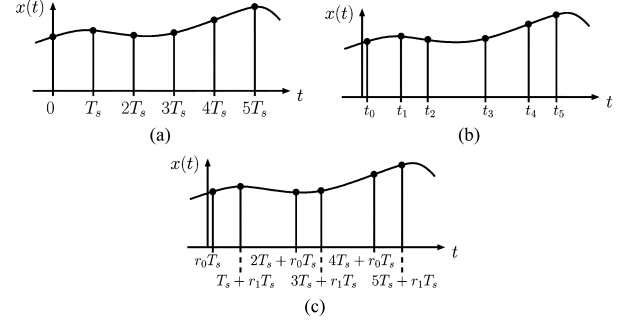 x(t)
0 T_s 2T_s 3T_s 4T_s 5T_s t
(a)
x(t)
t_0 t_1 t_2 t_3 t_4 t_5 t
(b)
x(t)
t
r_0T_s 2T_s + r_0T_s 4T_s + r_0T_s
T_s + r_1T_s 3T_s + r_1T_s 5T_s + r_1T_s
(c)